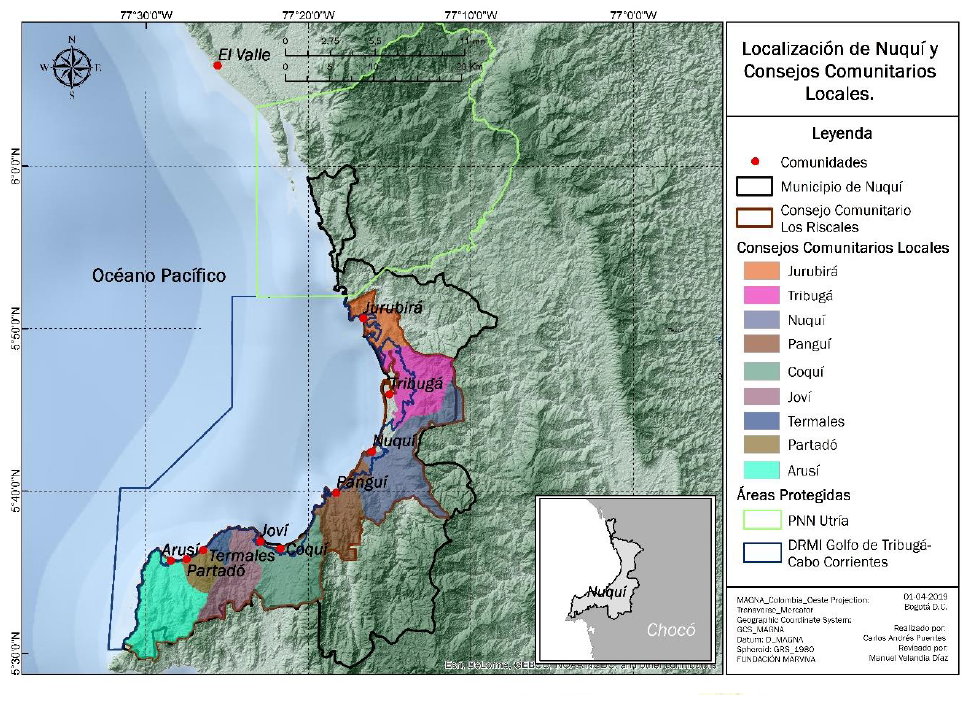 77°30'0"W
77°20'0"W
77°10'0"W
77°0'0"W
6°0'0"N
5°50'0"N
5°40'0"N
5°30'0"N
N
W
E
S
El Valle
0
2.75
0
Km
Océano Pacífico
Jurubirá
Tribugá
Nuquí
Panguí
Joví
Coquí
Arusí
Termales
Partadó
Nuquí
Chocó
Localización de Nuquí y
Consejos Comunitarios
Locales.
Leyenda
Comunidades
Municipio de Nuquí
Consejo Comunitario
Los Riscales
Consejos Comunitarios Locales
Jurubirá
Tribugá
Nuquí
Panguí
Coquí
Joví
Termales
Partadó
Arusí
Áreas Protegidas
PNN Utría
DRMI Golfo de Tribugá-
Cabo Corrientes
MAGNA_Colombia_Oeste Projection:
Transverse_Mercator
Geographic Coordinate System:
GCS_MAGNA
Datum: D_MAGNA
Spheroid: GRS_1980
FUNDACIÓN MARVIVA
01-04-2019
Bogotá D.C.
Realizado por:
Carlos Andrés Puentes
Revisado por:
Manuel Velandia Díaz